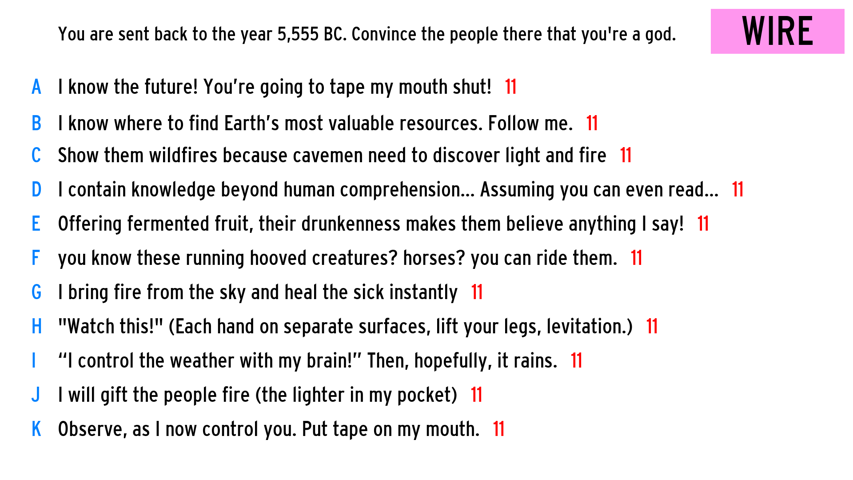 You are sent back to the year 5,555 BC. Convince the people there that you're a god.
WIRE
A I know the future! You’re going to tape my mouth shut! 11
B I know where to find Earth’s most valuable resources. Follow me. 11
C Show them wildfires because cavemen need to discover light and fire 11
D I contain knowledge beyond human comprehension... Assuming you can even read... 11
E Offering fermented fruit, their drunkenness makes them believe anything I say! 11
F you know these running hooved creatures? horses? you can ride them. 11
G I bring fire from the sky and heal the sick instantly 11
H "Watch this!" (Each hand on separate surfaces, lift your legs, levitation.) 11
I “I control the weather with my brain!” Then, hopefully, it rains. 11
J I will gift the people fire (the lighter in my pocket) 11
K Observe, as I now control you. Put tape on my mouth. 11